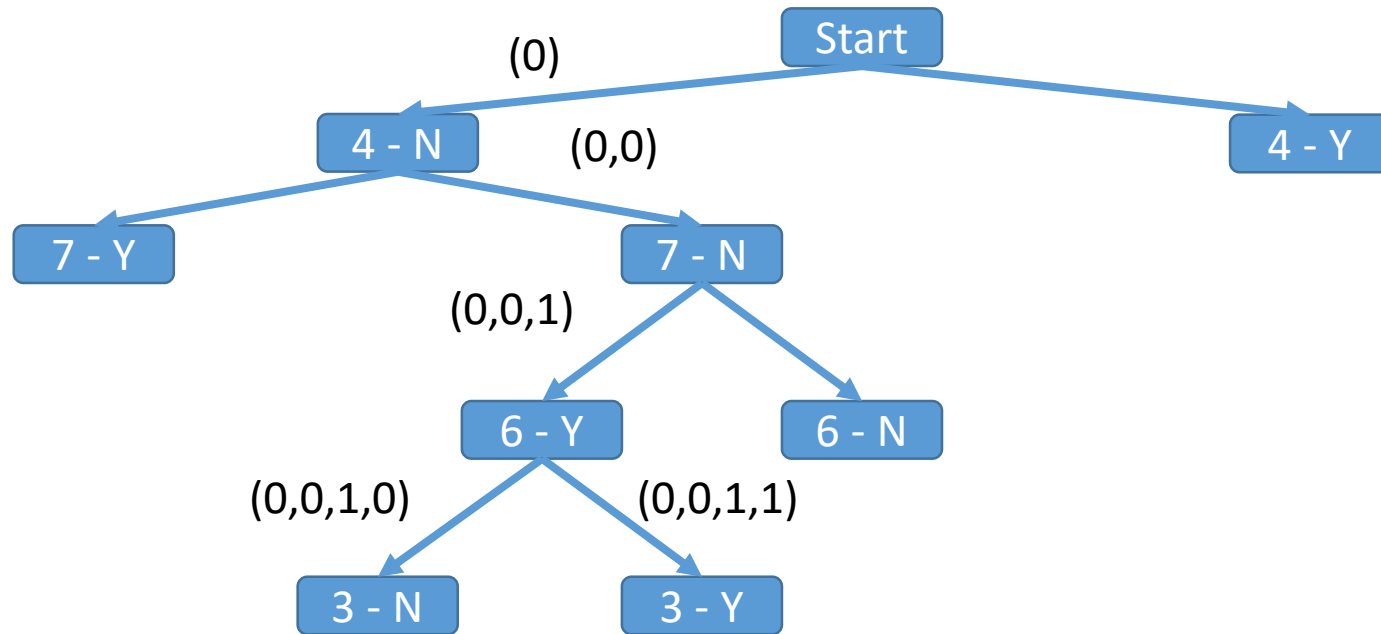 Start
(0)
4 - N
(0,0)
4 - Y
7 - Y
7 - N
(0,0,1)
6 - Y
6 - N
(0,0,1,0)
(0,0,1,1)
3 - N
3 - Y